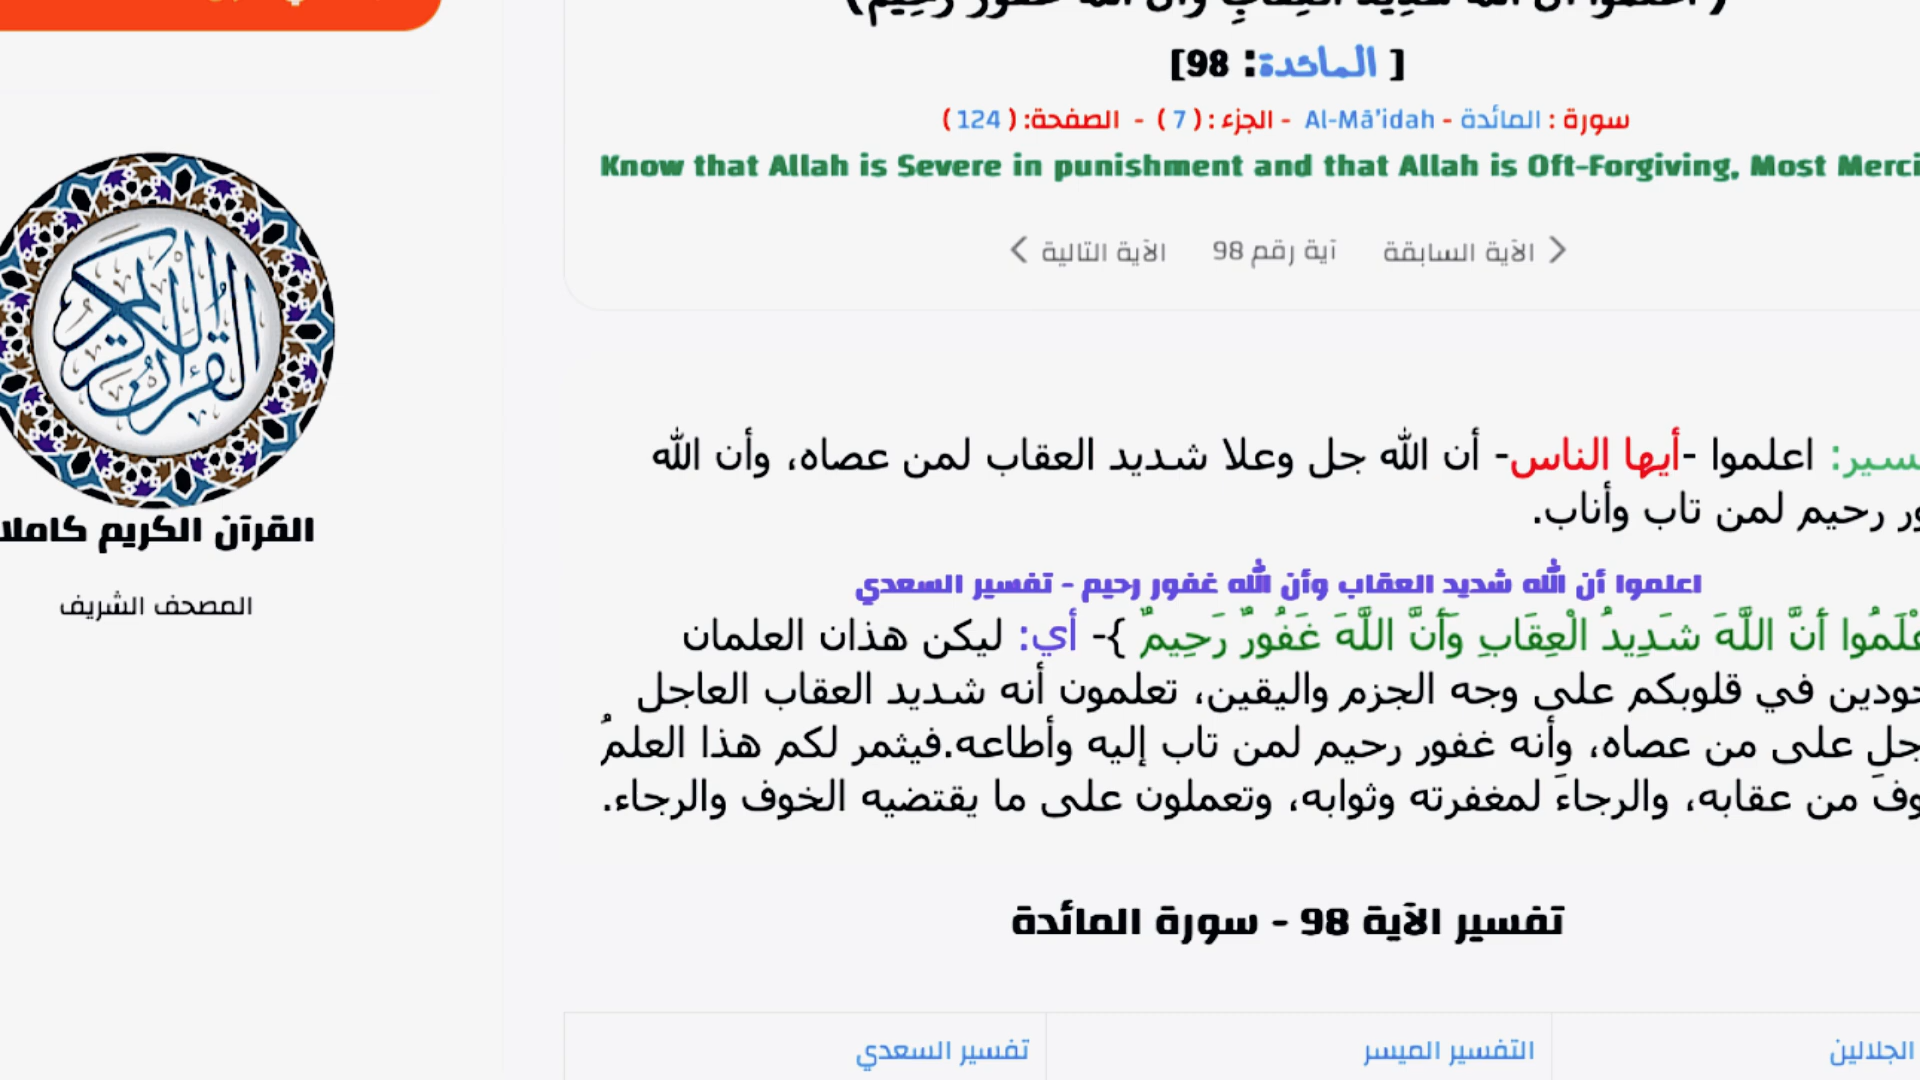 [ المائدة: 98]
سورة : المائدة - Al-Mā'idah - الجزء : ( 7 ) - الصفحة: ( 124 )
Know that Allah is Severe in punishment and that Allah is Oft-Forgiving, Most
الآية السابقة آية رقم 98 الآية التالية
اعلموا -أيها الناس- أن الله جل وعلا شديد العقاب لمن عصاه، وأن الله
رحيم لمن تاب وأناب.
اعلموا أن الله شديد العقاب وأن الله غفور رحيم - تفسير السعدي
أَنَّ اللَّهَ شَدِيدُ الْعِقَابِ وَأَنَّ اللَّهَ غَفُورٌ رَحِيمٌ }- أي: ليكن هذان العلمان
في قلوبكم على وجه الجزم واليقين، تعلمون أنه شديد العقاب العاجل
على من عصاه، وأنه غفور رحيم لمن تاب إليه وأطاعه.فيثمر لكم هذا العلمُ
من عقابه، والرجاءَ لمغفرته وثوابه، وتعملون على ما يقتضيه الخوف والرجاء.
تفسير الآية 98 - سورة المائدة
الجلالين التفسير الميسر تفسير السعدي
القرآن الكريم كاملا
المصحف الشريف